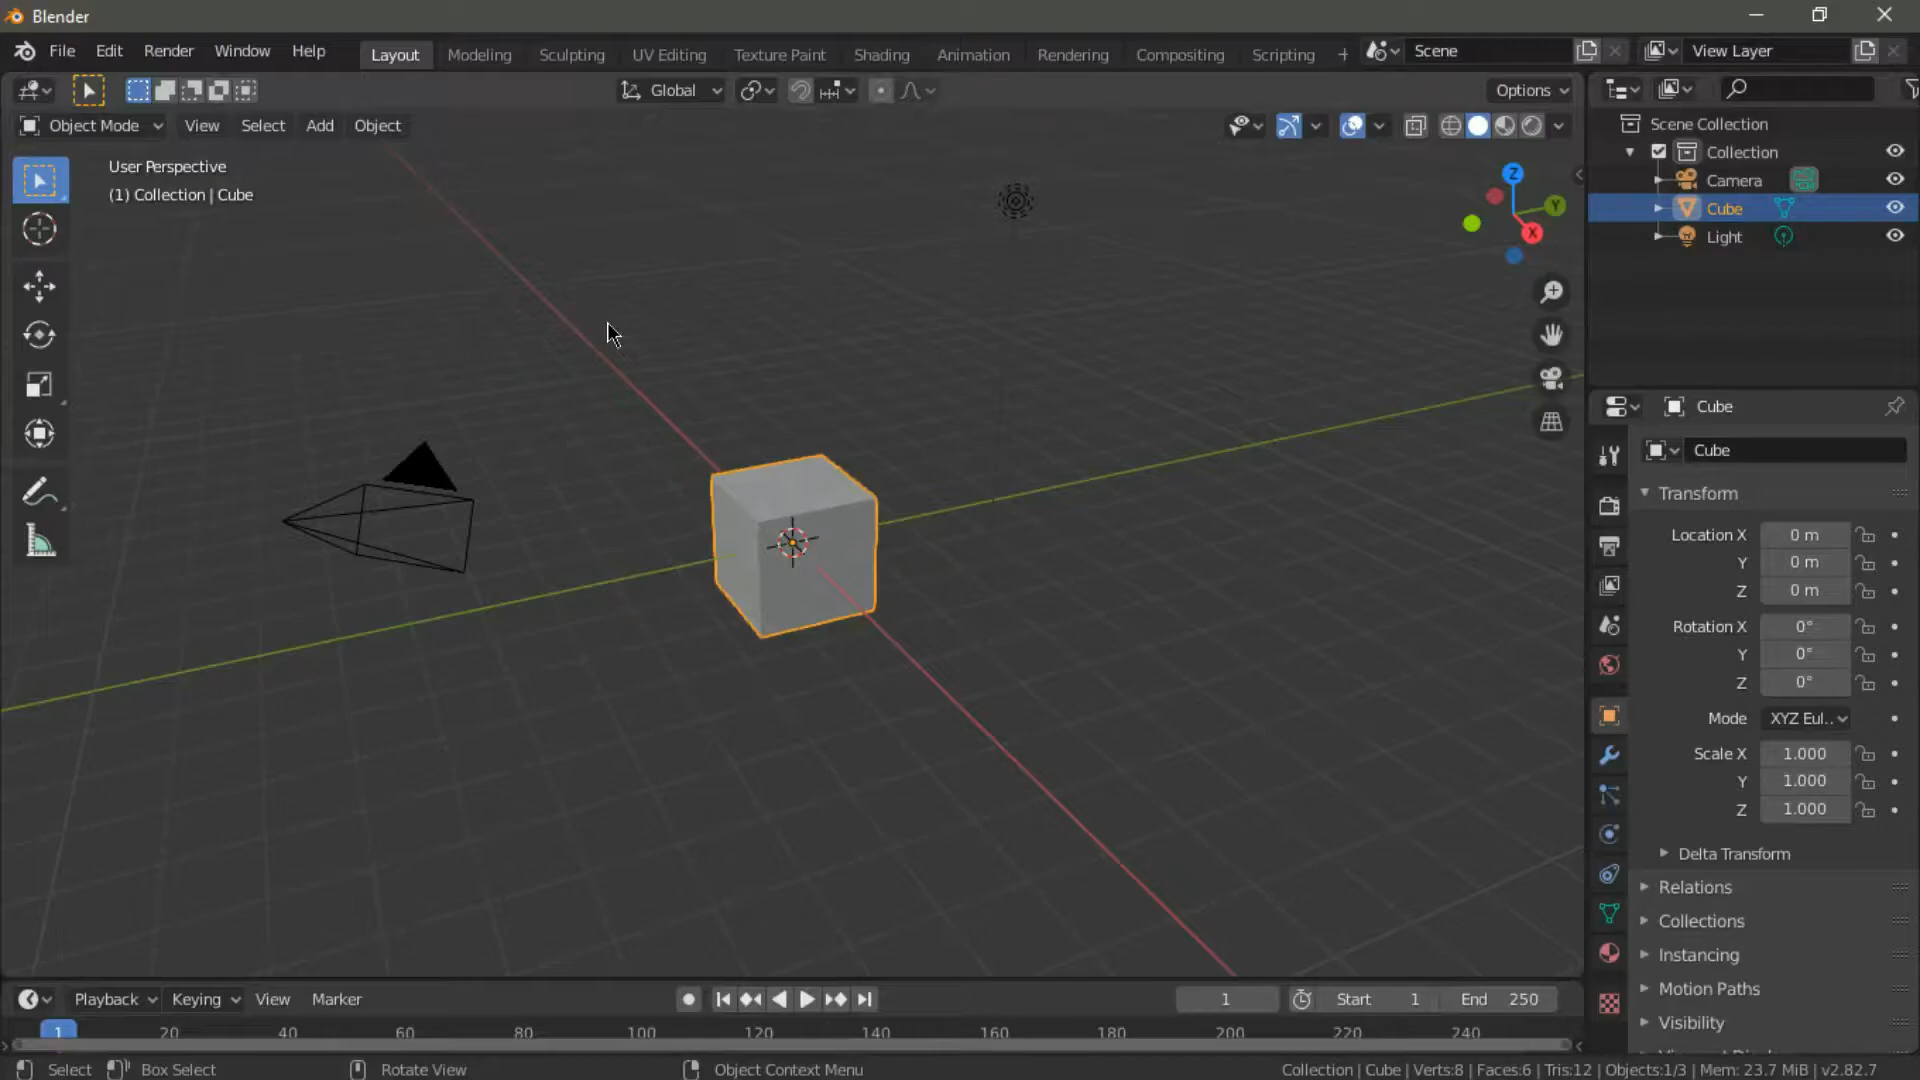 Blender
File Edit Render Window Help Layout Modeling Sculpting UV Editing Texture Paint Shading Animation Rendering Compositing Scripting + Scene View Layer
Global Options
Object Mode View Select Add Object
User Perspective
(1) Collection | Cube
Z
Y
X
Scene Collection
Collection
Camera
Cube
Light
Cube
Cube
Transform
Location X 0 m
Y 0 m
Z 0 m
Rotation X 0°
Y 0°
Z 0°
Mode XYZ Eul..
Scale X 1.000
Y 1.000
Z 1.000
Delta Transform
Relations
Collections
Instancing
Motion Paths
Visibility
Playback Keying View Marker 1 Start 1 End 250
1 20 40 60 80 100 120 140 160 180 200 220 240
Select Box Select Rotate View Object Context Menu Collection | Cube | Verts:8 | Faces:6 | Tris:12 | Objects:1/3 | Mem: 23.7 MiB | v2.82.7